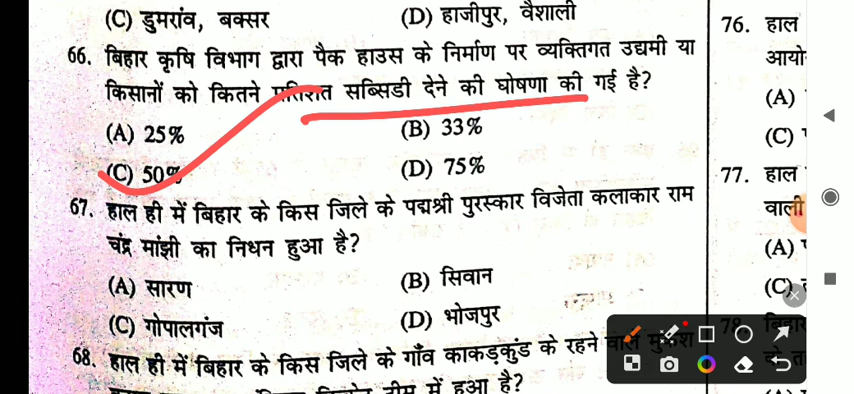 (C) डुमरांव, बक्सर
(D) हाजीपुर, वैशाली
66. बिहार कृषि विभाग द्वारा पैक हाउस के निर्माण पर व्यक्तिगत उद्यमी या
किसानों को कितने प्रतिशत सब्सिडी देने की घोषणा की गई है?
(A) 25%
(B) 33%
(C) 50%
(D) 75%
67. हाल ही में बिहार के किस जिले के पद्मश्री पुरस्कार विजेता कलाकार राम
चंद्र मांझी का निधन हुआ है?
(A) सारण
(B) सिवान
(C) गोपालगंज
(D) भोजपुर
68. हाल ही में बिहार के किस जिले के गाँव काकड़कुंड के रहने वाले
टीम में हुआ है?
76. हाल
आयो
(A)
(C)
77. हाल
वाली
(A)
(C)
78. बिहार